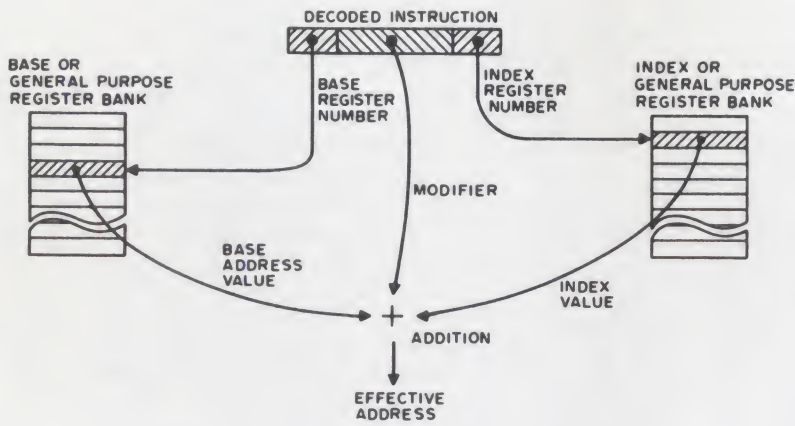 DECODED INSTRUCTION
BASE OR
GENERAL PURPOSE
REGISTER BANK
BASE
REGISTER
NUMBER
INDEX
REGISTER
NUMBER
INDEX OR
GENERAL PURPOSE
REGISTER BANK
MODIFIER
BASE
ADDRESS
VALUE
INDEX
VALUE
+
ADDITION
EFFECTIVE
ADDRESS